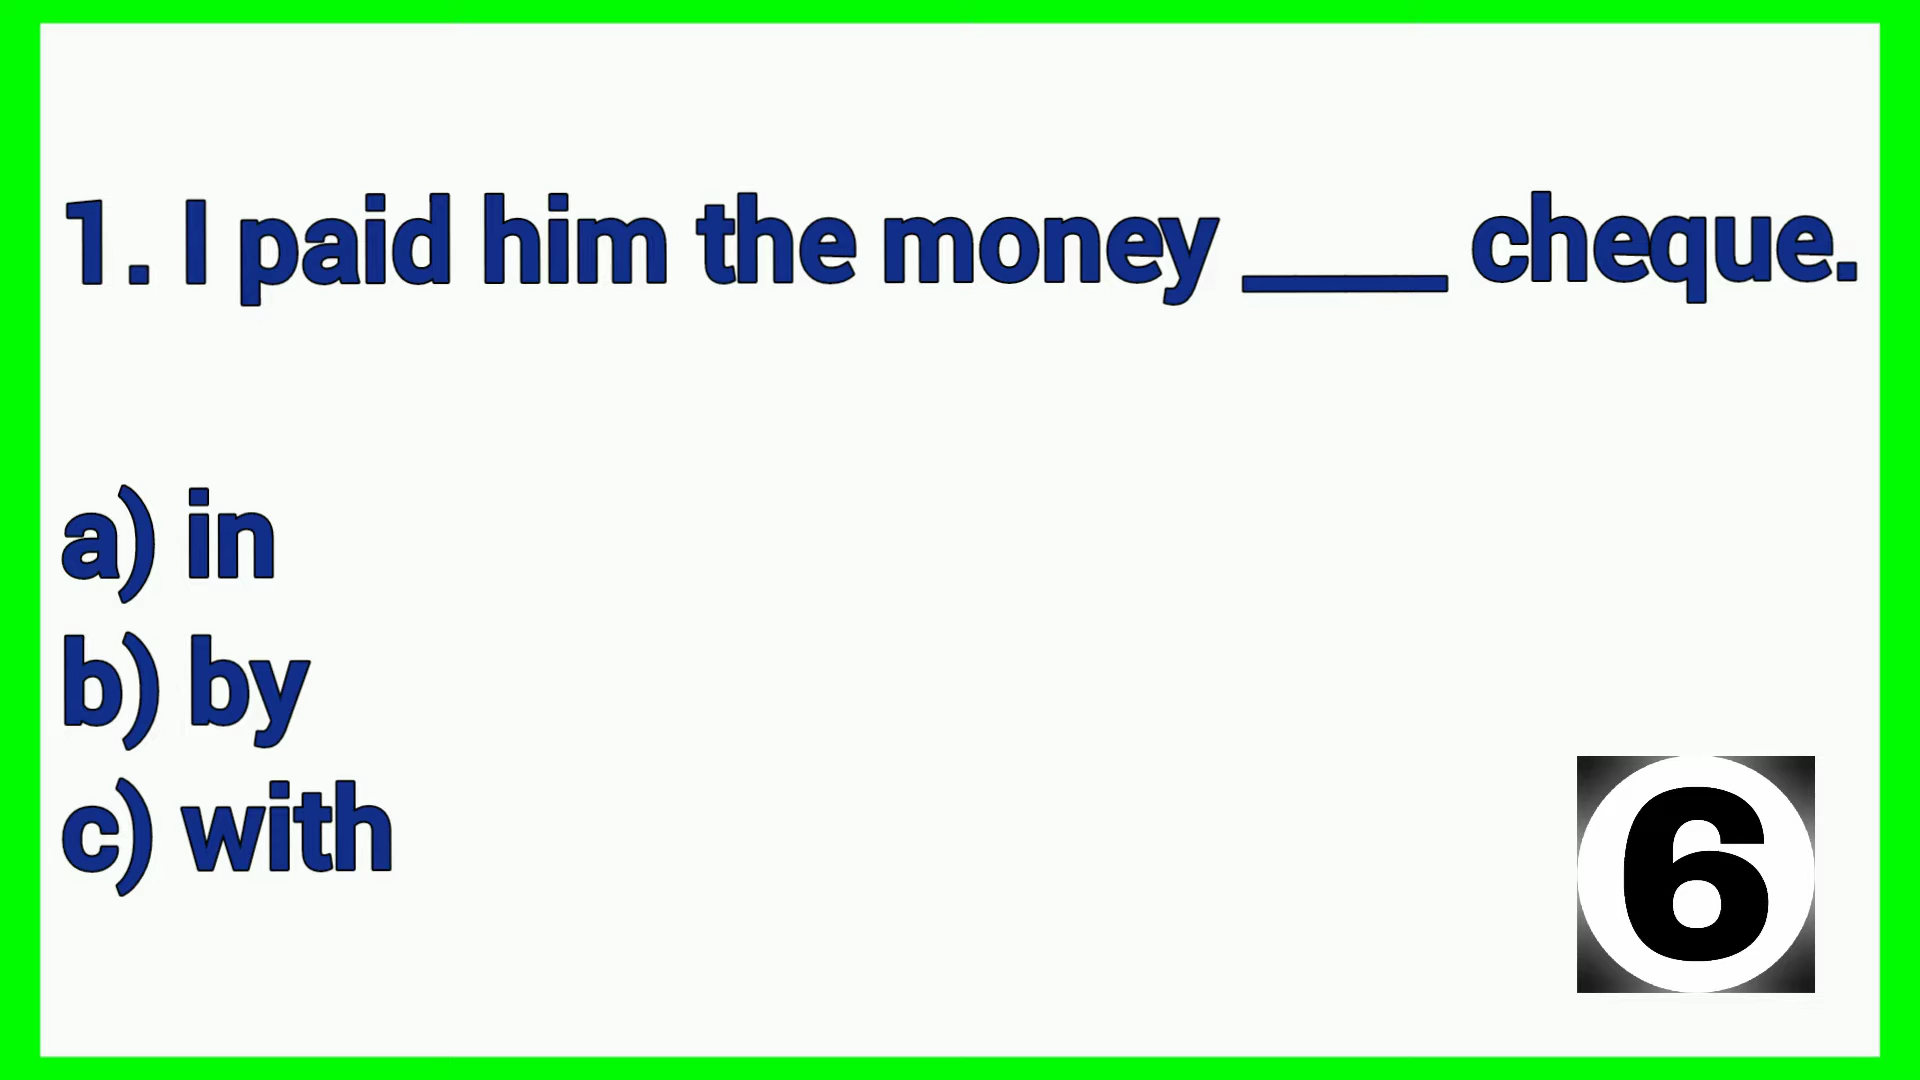 1. I paid him the money ____ cheque.
a) in
b) by
c) with
6